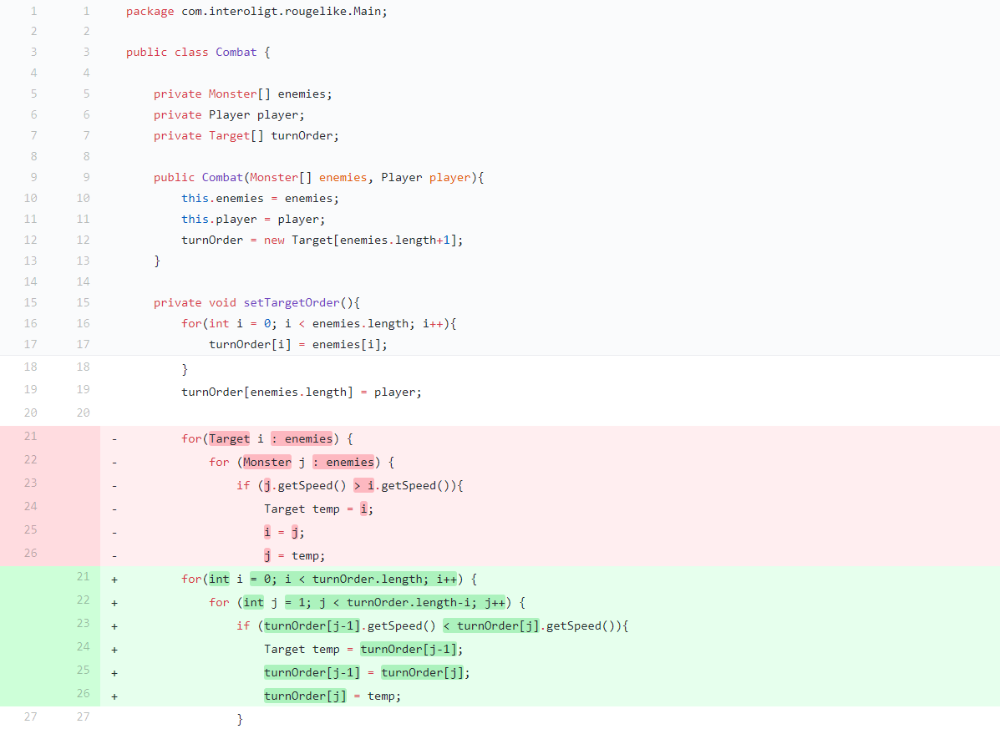 1 1 package com.interoligt.rougelike.Main;
2 2
3 3 public class Combat {
4 4
5 5 private Monster[] enemies;
6 6 private Player player;
7 7 private Target[] turnOrder;
8 8
9 9 public Combat(Monster[] enemies, Player player){
10 10 this.enemies = enemies;
11 11 this.player = player;
12 12 turnOrder = new Target[enemies.length+1];
13 13 }
14 14
15 15 private void setTargetOrder(){
16 16 for(int i = 0; i < enemies.length; i++){
17 17 turnOrder[i] = enemies[i];
18 18 }
19 19 turnOrder[enemies.length] = player;
20 20
21 - for(Target i : enemies) {
22 - for (Monster j : enemies) {
23 - if (j.getSpeed() > i.getSpeed()){
24 - Target temp = i;
25 - i = j;
26 - j = temp;
21 + for(int i = 0; i < turnOrder.length; i++) {
22 + for (int j = 1; j < turnOrder.length-i; j++) {
23 + if (turnOrder[j-1].getSpeed() < turnOrder[j].getSpeed()){
24 + Target temp = turnOrder[j-1];
25 + turnOrder[j-1] = turnOrder[j];
26 + turnOrder[j] = temp;
27 27 }